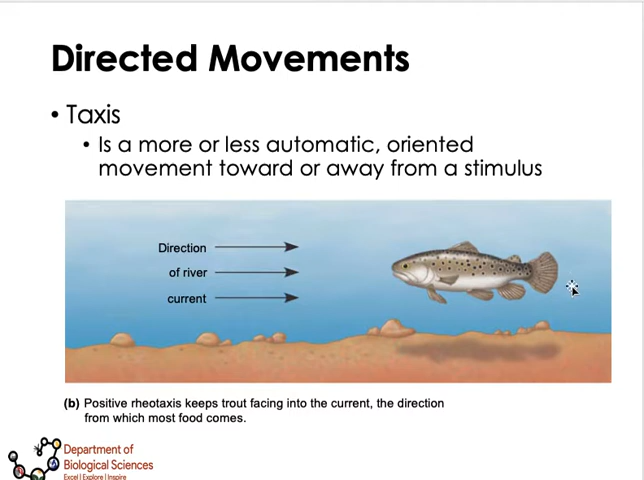 Directed Movements
• Taxis
• Is a more or less automatic, oriented
movement toward or away from a stimulus
Direction
of river
current
(b) Positive rheotaxis keeps trout facing into the current, the direction
from which most food comes.
Department of
Biological Sciences
Excel | Explore | Inspire